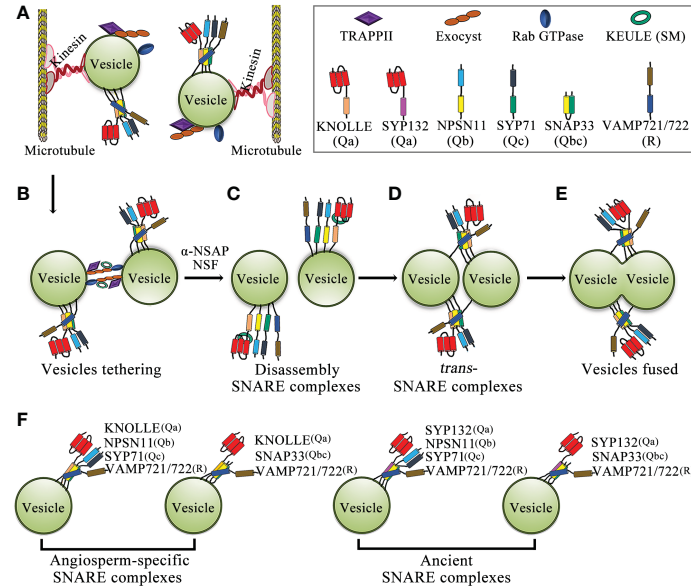 A
Kinesin
Vesicle
Microtubule
Vesicle
Kinesin
Microtubule
TRAPPII
Exocyst
Rab GTPase
KEULE (SM)
KNOLLE
(Qa)
SYP132
(Qa)
NPSN11
(Qb)
SYP71
(Qc)
SNAP33
(Qbc)
VAMP721/722
(R)
B
Vesicle
Vesicle
Vesicles tethering
α-NSAP
NSF
C
Vesicle
Vesicle
Disassembly
SNARE complexes
D
Vesicle
Vesicle
trans-
SNARE complexes
E
Vesicle
Vesicle
Vesicles fused
F
KNOLLE(Qa)
NPSN11(Qb)
SYP71(Qc)
VAMP721/722(R)
Vesicle
KNOLLE(Qa)
SNAP33(Qbc)
VAMP721/722(R)
Vesicle
Angiosperm-specific
SNARE complexes
SYP132(Qa)
NPSN11(Qb)
SYP71(Qc)
VAMP721/722(R)
Vesicle
SYP132(Qa)
SNAP33(Qbc)
VAMP721/722(R)
Vesicle
Ancient
SNARE complexes